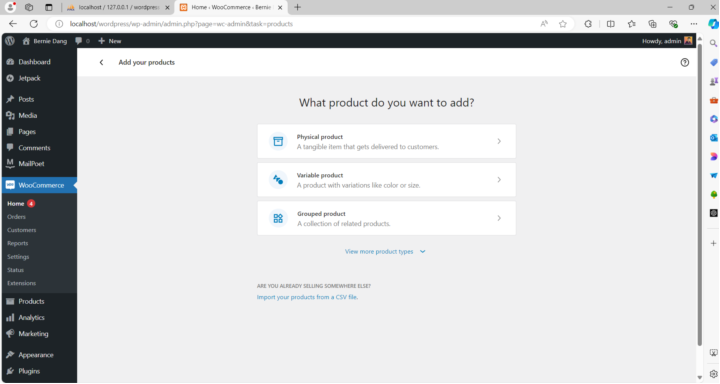 localhost / 127.0.0.1 / wordpres
Home ‹ WooCommerce ‹ Bernie
localhost/wordpress/wp-admin/admin.php?page=wc-admin&task=products
Bernie Dang
0
New
Howdy, admin
Dashboard
Jetpack
Posts
Media
Pages
Comments
MailPoet
WooCommerce
Home 4
Orders
Customers
Reports
Settings
Status
Extensions
Products
Analytics
Marketing
Appearance
Plugins
Add your products
What product do you want to add?
Physical product
A tangible item that gets delivered to customers.
Variable product
A product with variations like color or size.
Grouped product
A collection of related products.
View more product types
ARE YOU ALREADY SELLING SOMEWHERE ELSE?
Import your products from a CSV file.